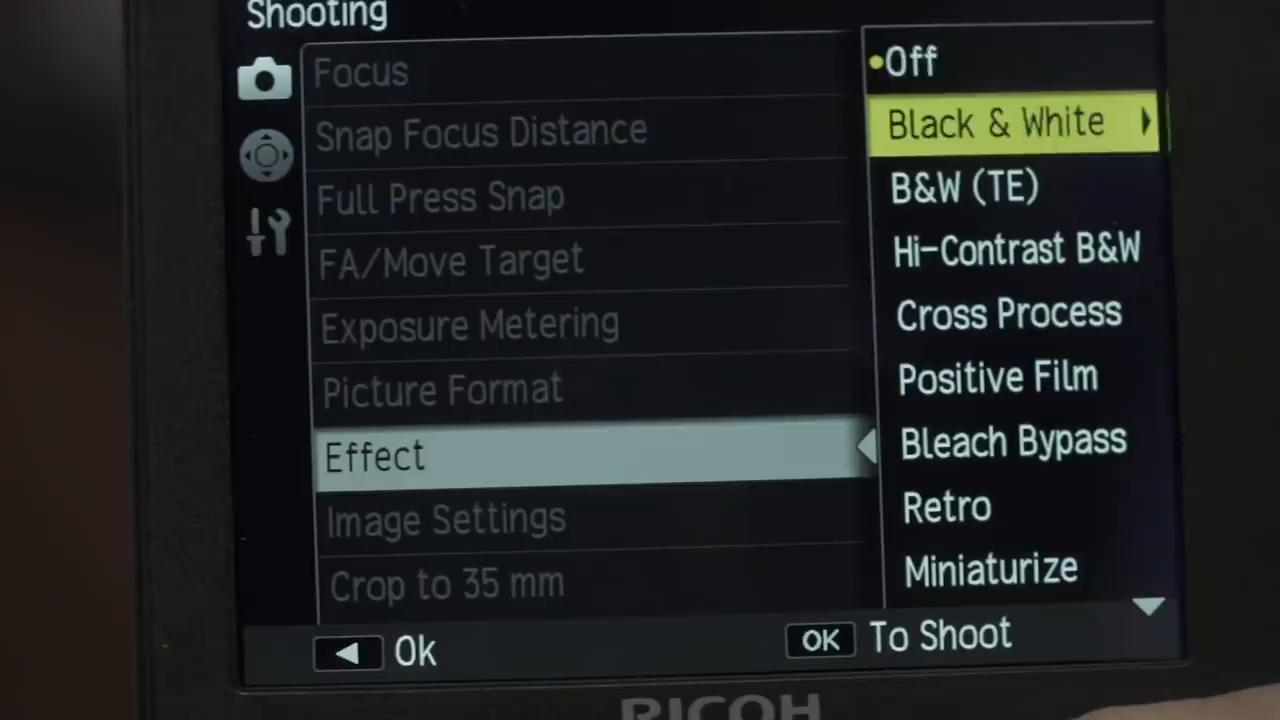 Shooting
Focus
Snap Focus Distance
Full Press Snap
FA/Move Target
Exposure Metering
Picture Format
Effect
Image Settings
Crop to 35 mm
Off
Black & White
B&W (TE)
Hi-Contrast B&W
Cross Process
Positive Film
Bleach Bypass
Retro
Miniaturize
Ok
OK To Shoot
RICOH